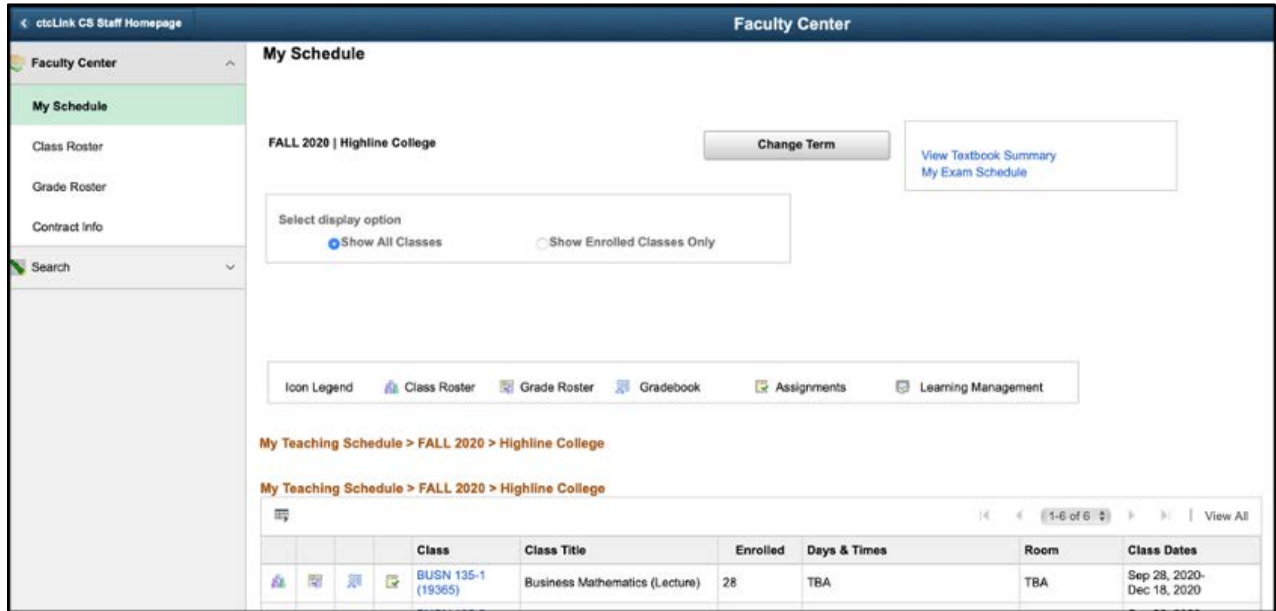 ctcLink CS Staff Homepage
Faculty Center
Faculty Center
My Schedule
Class Roster
Grade Roster
Contract Info
Search
My Schedule
FALL 2020 | Highline College
Change Term
View Textbook Summary
My Exam Schedule
Select display option
Show All Classes Show Enrolled Classes Only
Icon Legend Class Roster Grade Roster Gradebook Assignments Learning Management
My Teaching Schedule > FALL 2020 > Highline College
My Teaching Schedule > FALL 2020 > Highline College
1-6 of 6 | View All
Class Class Title Enrolled Days & Times Room Class Dates
BUSN 135-1
(19365)
Business Mathematics (Lecture) 28 TBA TBA
Sep 28, 2020-
Dec 18, 2020